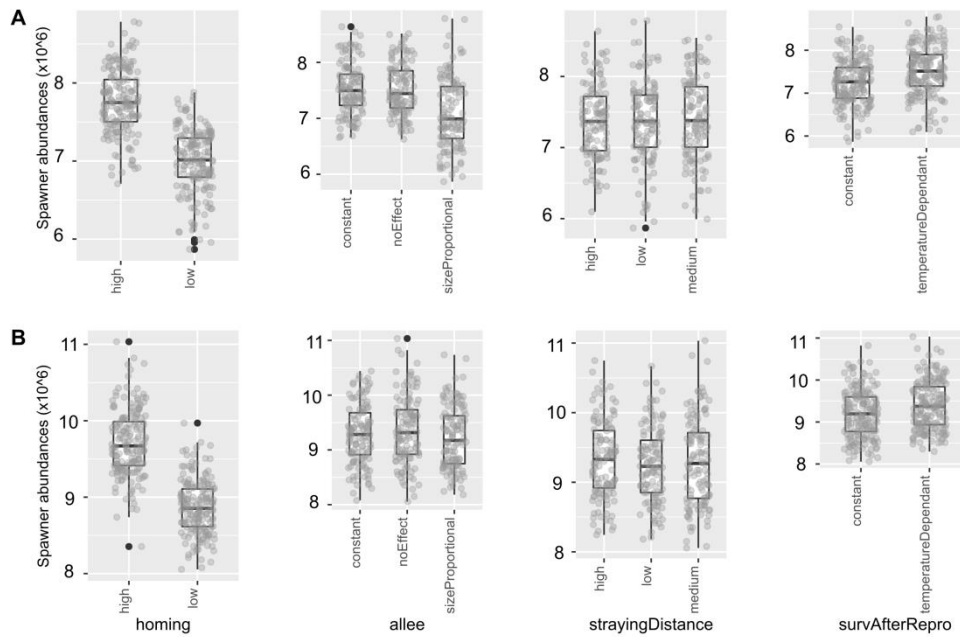 A
Spawner abundances (x10^6)
8
7
6
high
low
8
7
6
constant
noEffect
sizeProportional
8
7
6
high
low
medium
8
7
6
constant
temperatureDependant
B
Spawner abundances (x10^6)
11
10
9
8
high
low
homing
11
10
9
8
constant
noEffect
sizeProportional
allee
11
10
9
8
high
low
medium
strayingDistance
11
10
9
8
constant
temperatureDependant
survAfterRepro